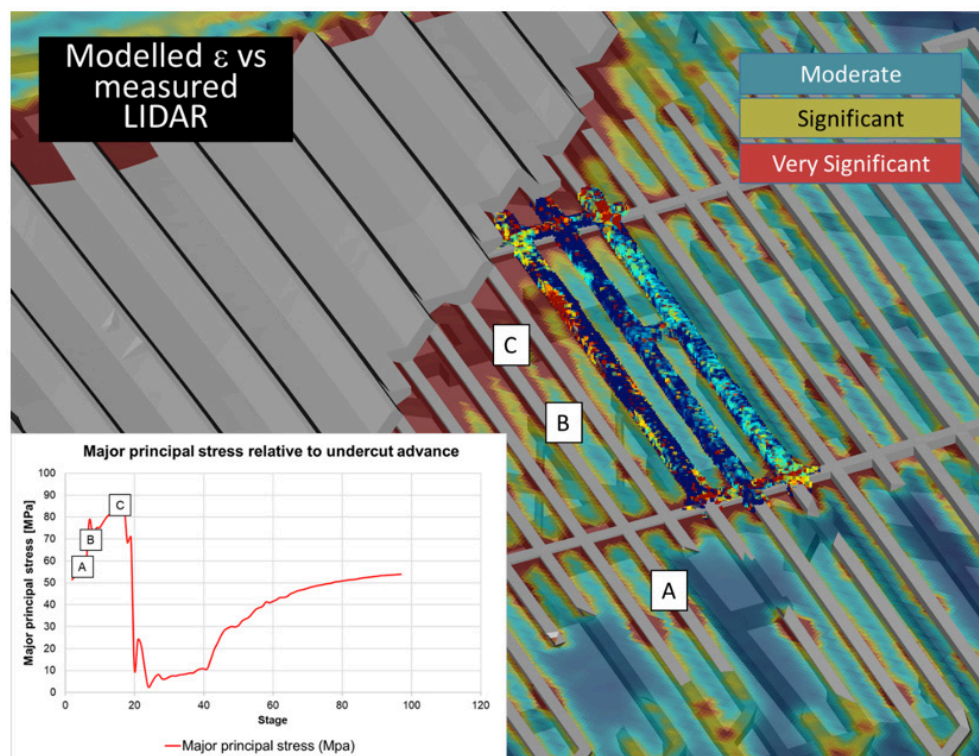 Modelled ε vs
measured
LIDAR
Moderate
Significant
Very Significant
C
B
A
Major principal stress relative to undercut advance
Major principal stress [MPa]
100
90
80
70
60
50
40
30
20
10
0
A
B
C
0
20
40
60
80
100
120
Stage
Major principal stress (Mpa)